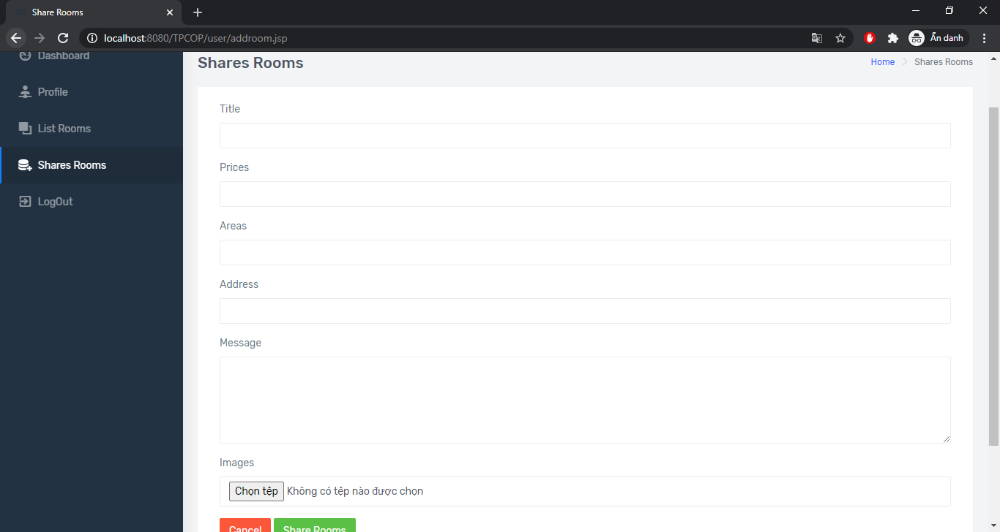 Share Rooms
localhost:8080/TPCOP/user/addroom.jsp
Ẩn danh
Dashboard
Profile
List Rooms
Shares Rooms
LogOut
Shares Rooms
Home
Shares Rooms
Title
Prices
Areas
Address
Message
Images
Chọn tệp Không có tệp nào được chọn
Cancel Share Rooms